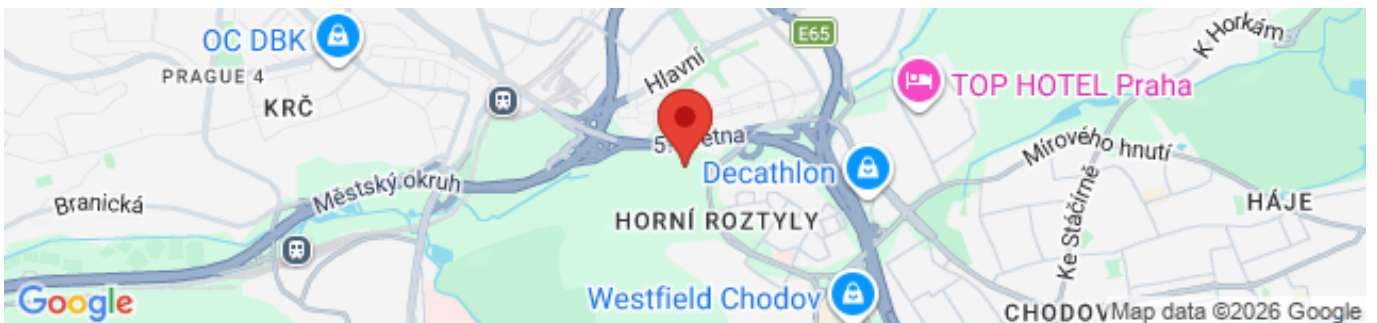 OC DBK
PRAGUE 4
KRČ
Hlavní
E65
TOP HOTEL Praha
K Horkám
Mírového hnutí
Decathlon
Městský okruh
Branická
HORNÍ ROZTYLY
Ke Stáčírně
HÁJE
Westfield Chodov
CHODOV
Google
Map data ©2026 Google